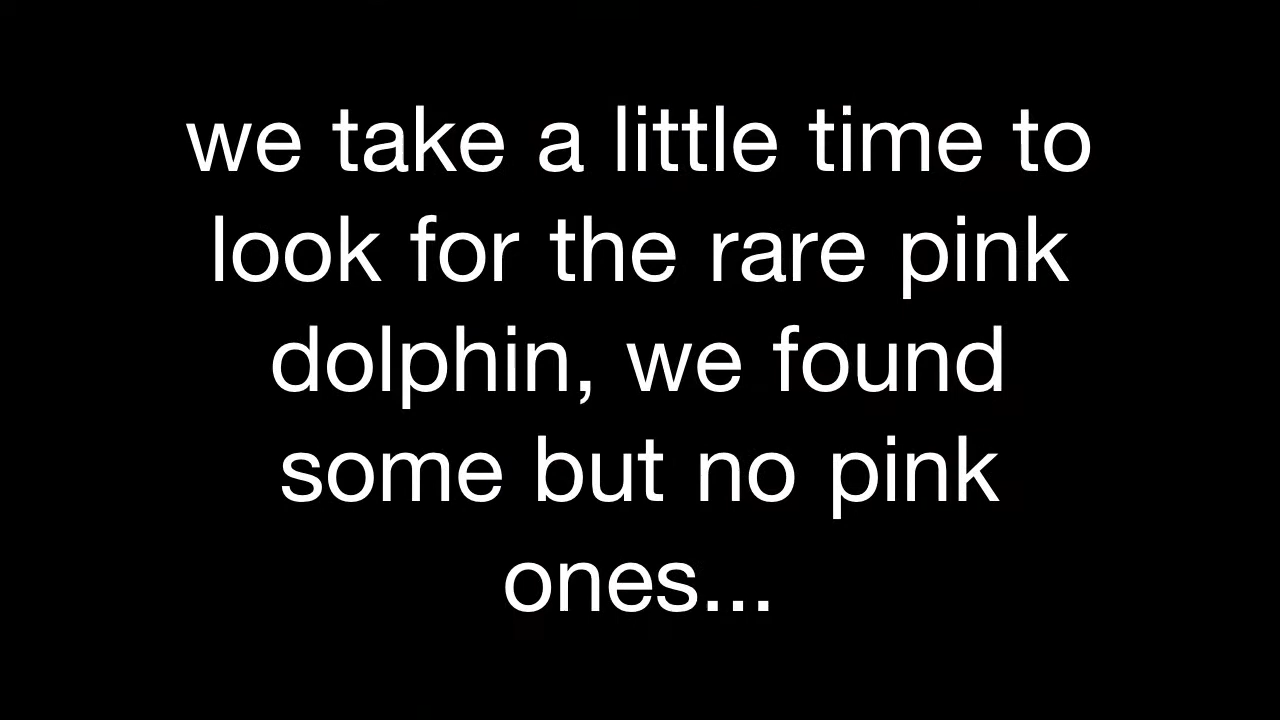 we take a little time to
look for the rare pink
dolphin, we found
some but no pink
ones...